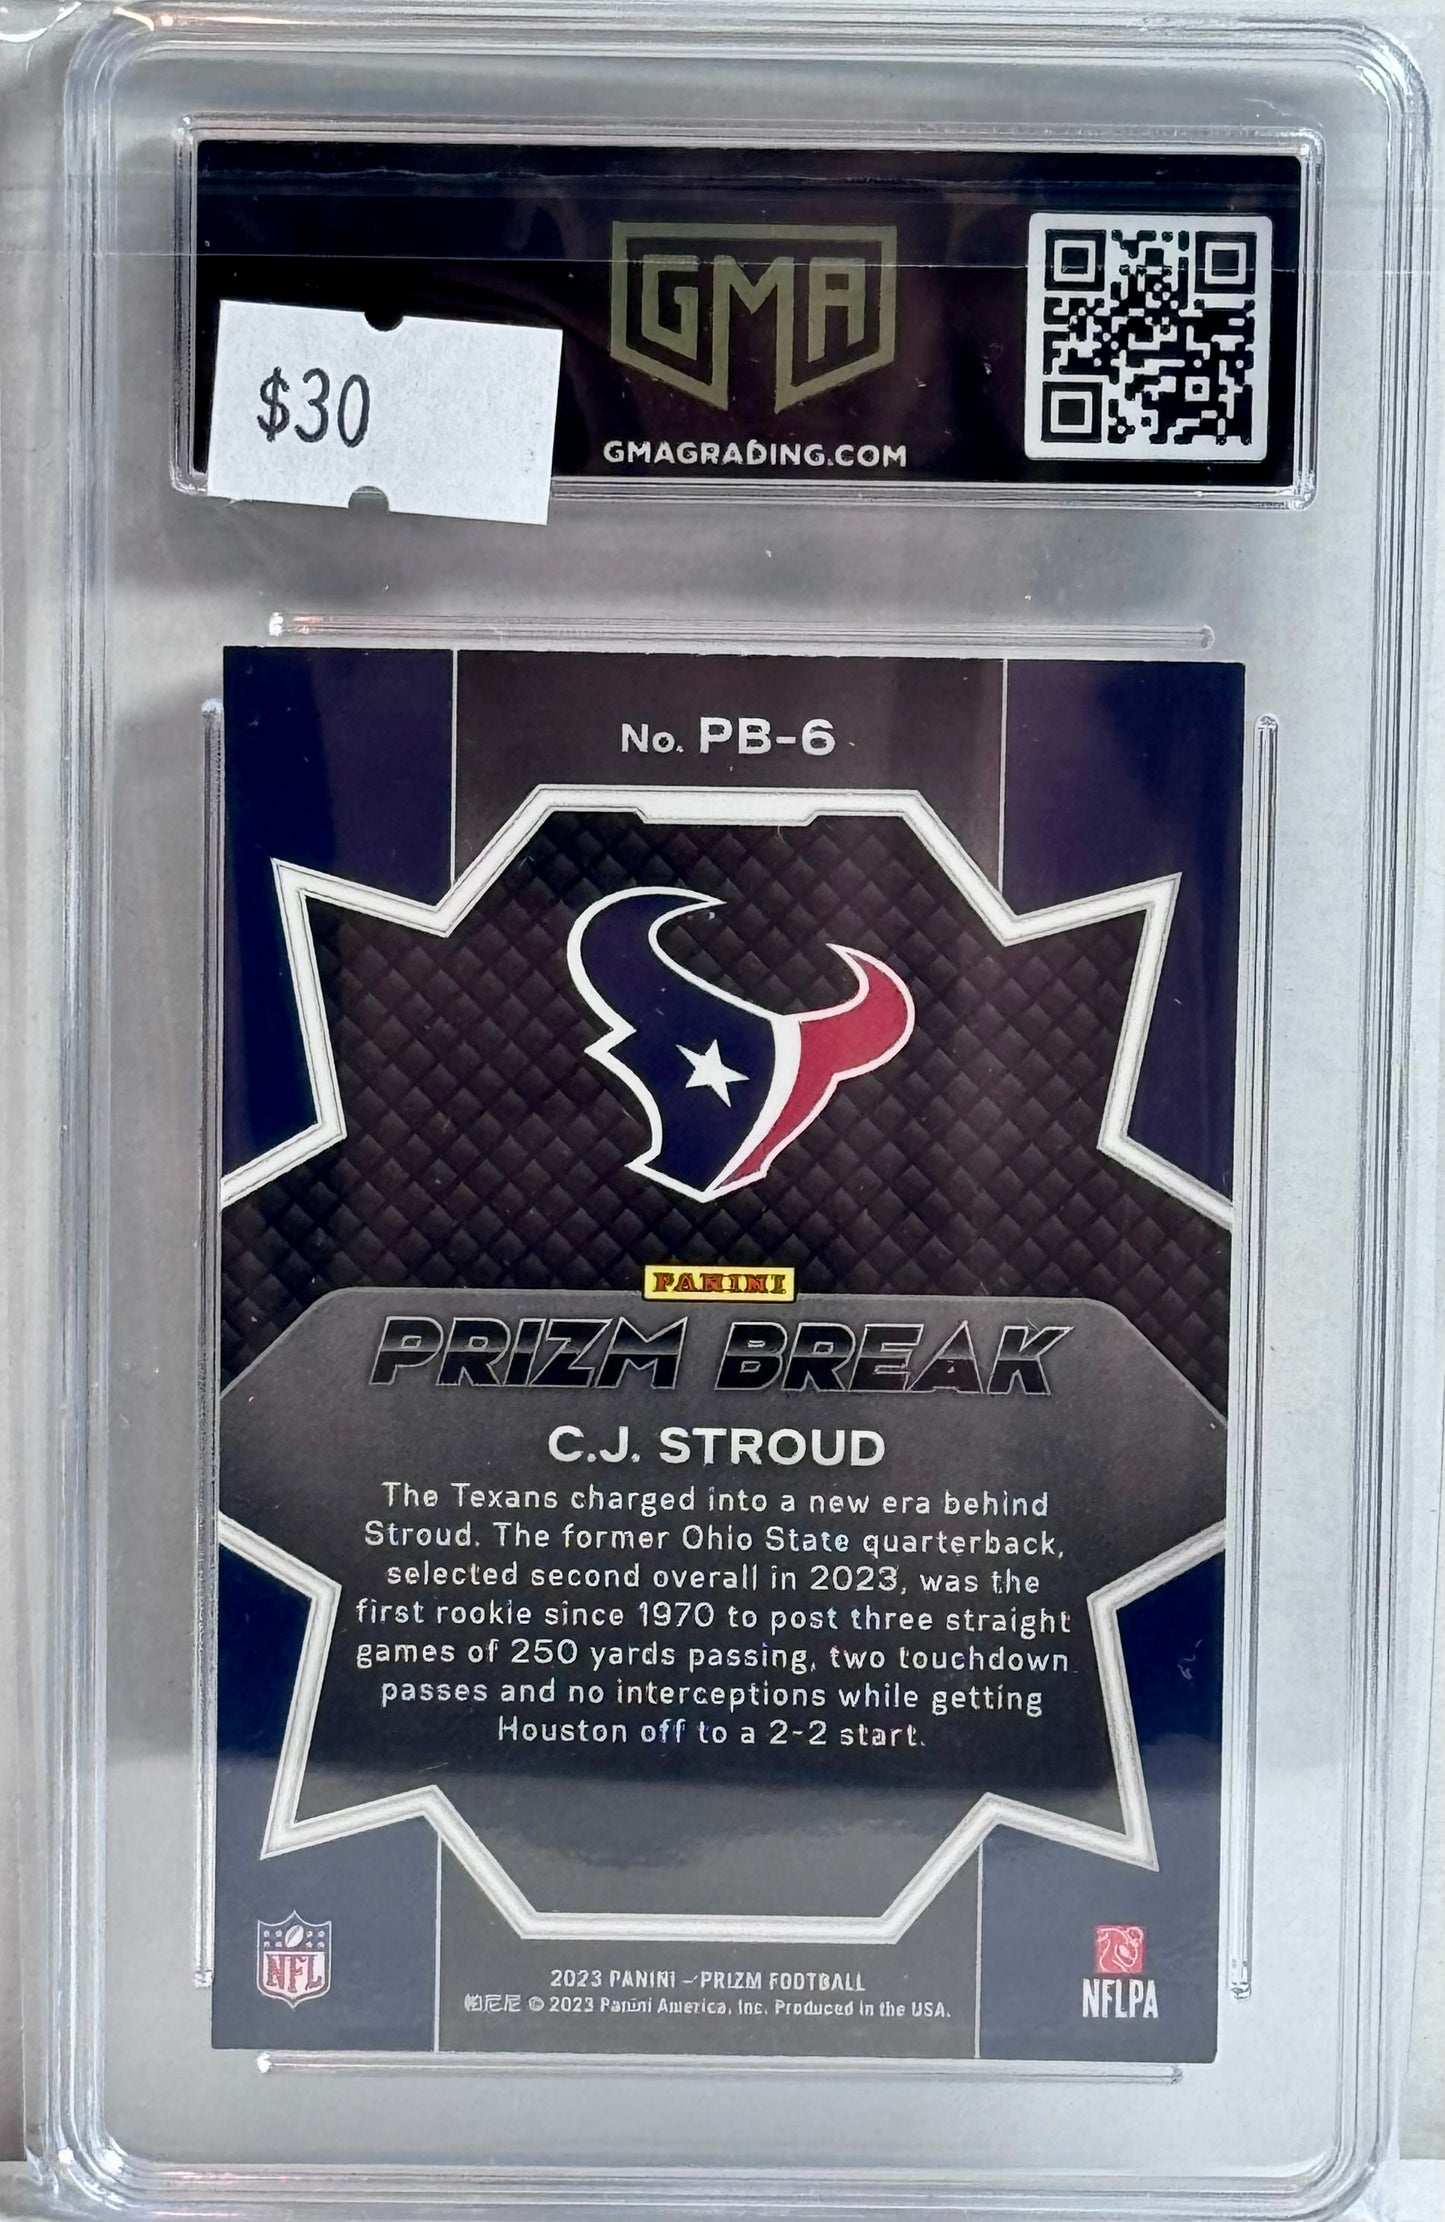 GMA
$30
GMAGRADING.COM
No. PB-6
PANINI
PRIZM BREAK
C.J. STROUD
The Texans charged into a new era behind
Stroud. The former Ohio State quarterback,
selected second overall in 2023, was the
first rookie since 1970 to post three straight
games of 250 yards passing, two touchdown
passes and no interceptions while getting
Houston off to a 2-2 start.
NFL
2023 PANINI – PRIZM FOOTBALL
帕尼尼 © 2023 Panini America, Inc. Produced in the USA.
NFLPA